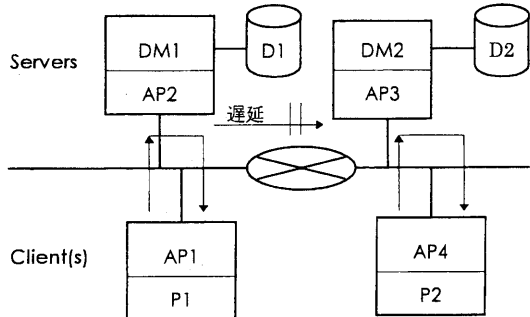 Servers
DM1
AP2
D1
DM2
AP3
D2
遅延
Client(s)
AP1
P1
AP4
P2